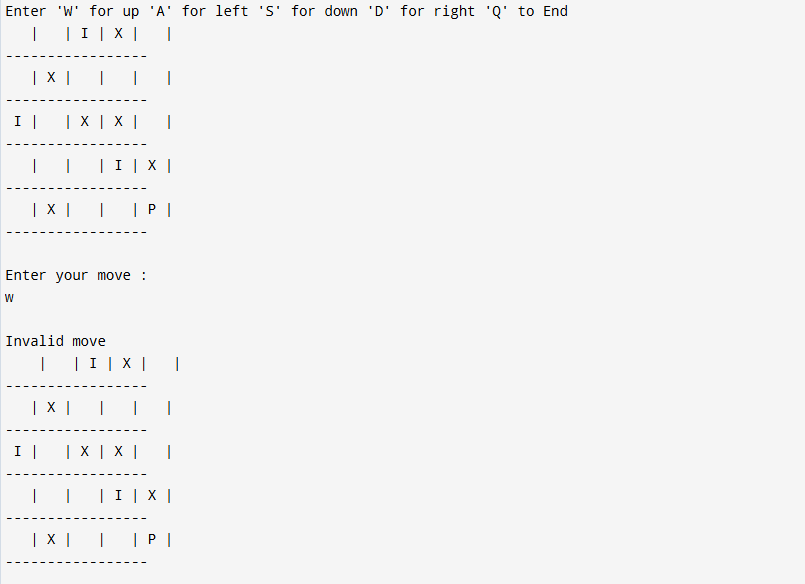 Enter 'W' for up 'A' for left 'S' for down 'D' for right 'Q' to End
   |   | I | X |   |
-----------------
   | X |   |   |   |
-----------------
 I |   | X | X |   |
-----------------
   |   |   | I | X |
-----------------
   | X |   |   | P |
-----------------

Enter your move :
W

Invalid move
    |   | I | X |   |
-----------------
   | X |   |   |   |
-----------------
 I |   | X | X |   |
-----------------
   |   |   | I | X |
-----------------
   | X |   |   | P |
-----------------